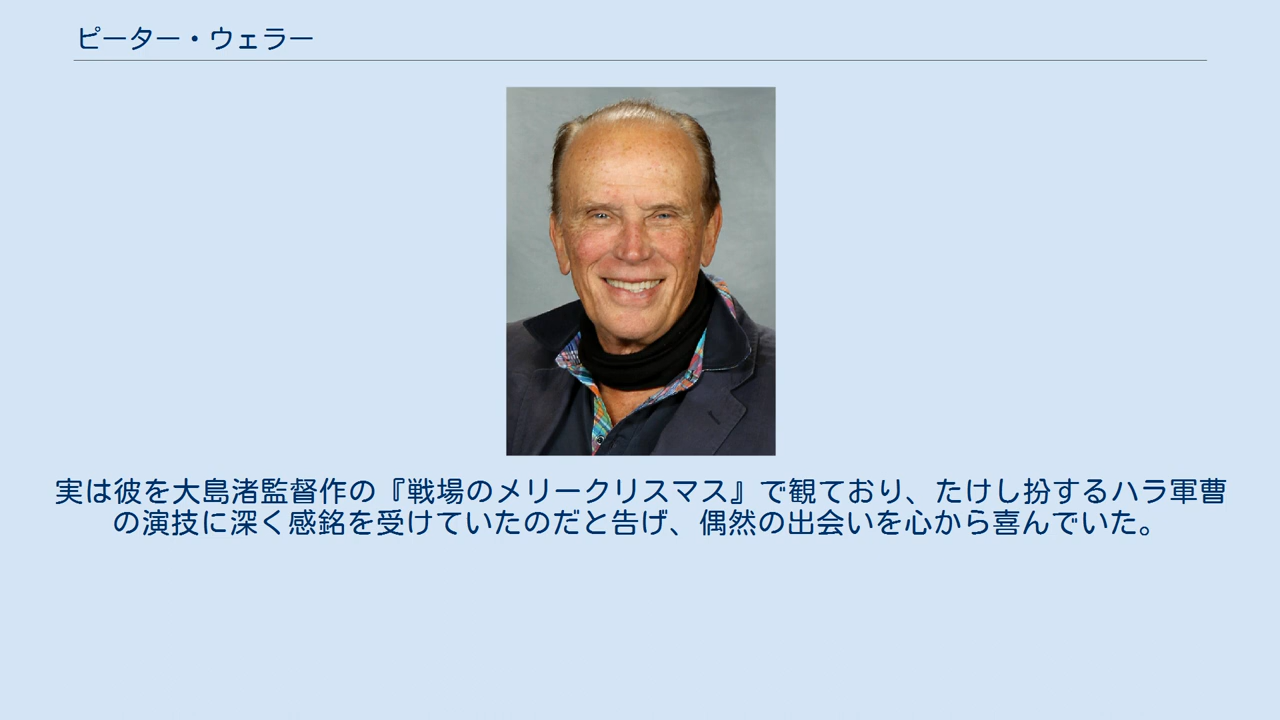 ピーター・ウェラー
実は彼を大島渚監督作の『戦場のメリークリスマス』で観ており、たけし扮するハラ軍曹
の演技に深く感銘を受けていたのだと告げ、偶然の出会いを心から喜んでいた。